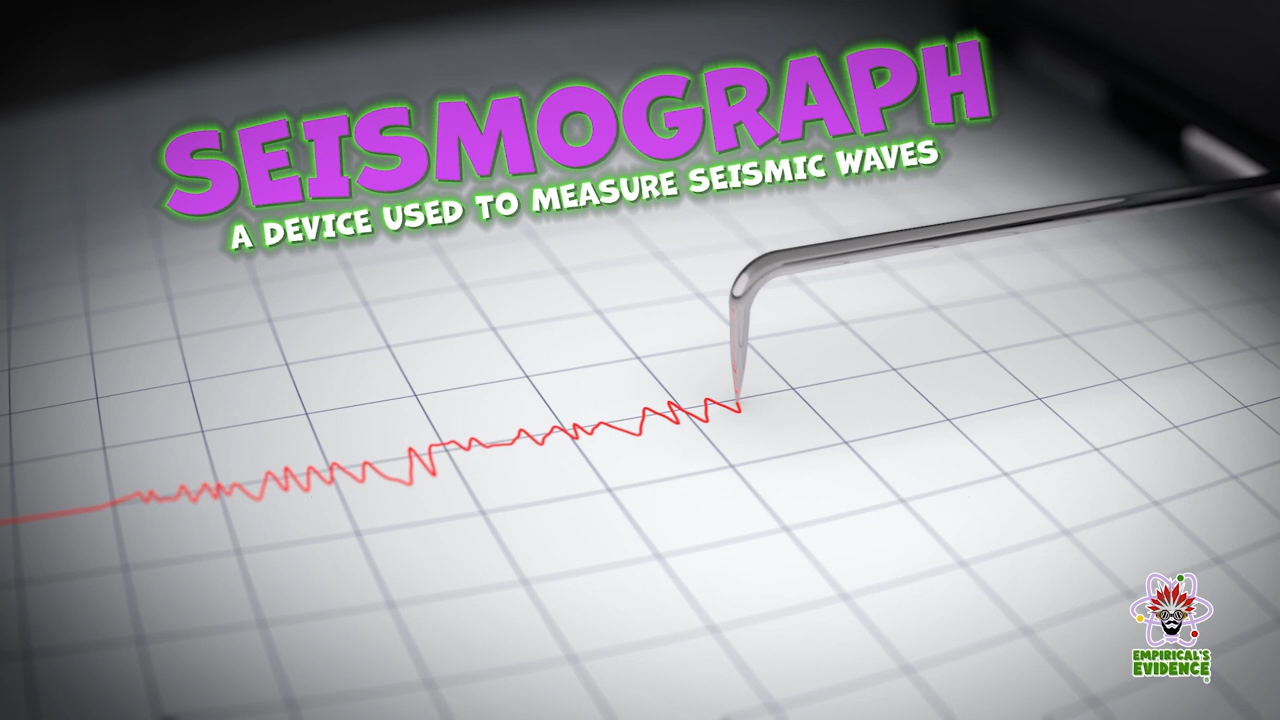 SEISMOGRAPH
A DEVICE USED TO MEASURE SEISMIC WAVES
EMPIRICAL'S
EVIDENCE
®